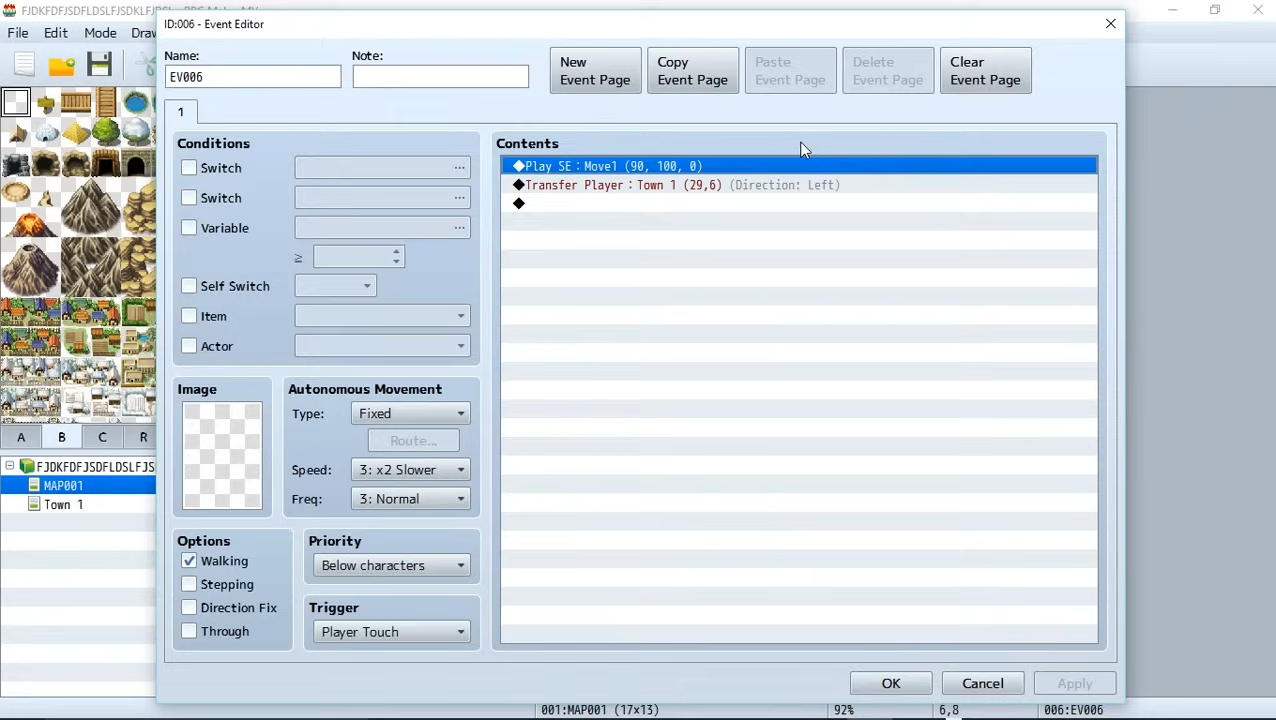 ID:006 - Event Editor
File Edit Mode
Name:
Note:
EV006
New
Event Page
Copy
Event Page
Paste
Event Page
Delete
Event Page
Clear
Event Page
1
Conditions
Switch ...
Switch ...
Variable ...
≥
Self Switch
Item
Actor
Image
Autonomous Movement
Type: Fixed
Route...
Speed: 3: x2 Slower
Freq: 3: Normal
Options
Walking
Stepping
Direction Fix
Through
Priority
Below characters
Trigger
Player Touch
Contents
◆Play SE：Move1 (90, 100, 0)
◆Transfer Player：Town 1 (29,6) (Direction: Left)
◆
A B C R
FJDKFDFJSDFLDSLFJS
MAP001
Town 1
OK Cancel Apply
001:MAP001 (17x13) 92% 6,8 006:EV006